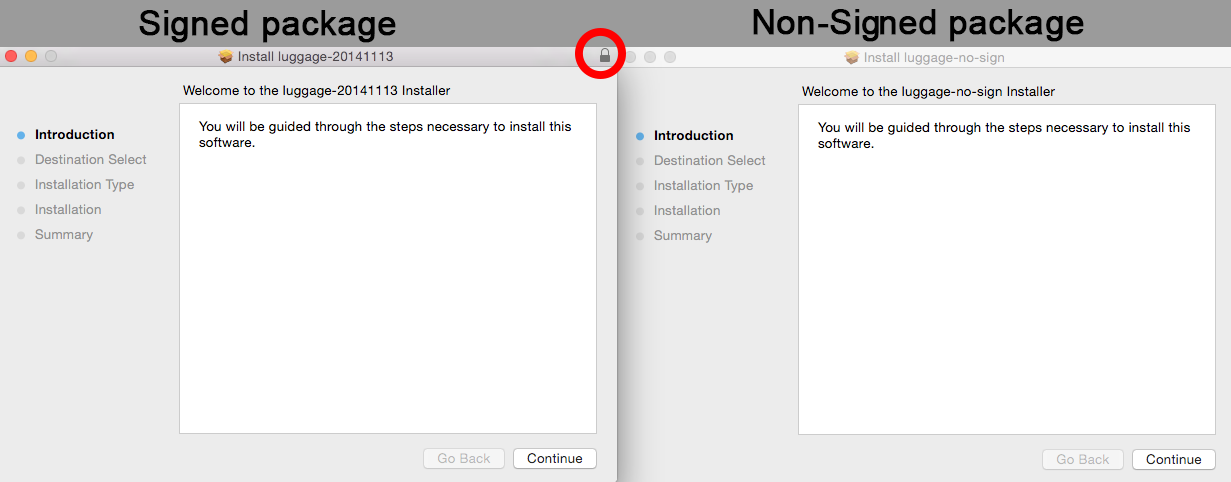 Signed package
Install luggage-20141113
Welcome to the luggage-20141113 Installer
Introduction
Destination Select
Installation Type
Installation
Summary
You will be guided through the steps necessary to install this
software.
Go Back
Continue
Non-Signed package
Install luggage-no-sign
Welcome to the luggage-no-sign Installer
Introduction
Destination Select
Installation Type
Installation
Summary
You will be guided through the steps necessary to install this
software.
Go Back
Continue